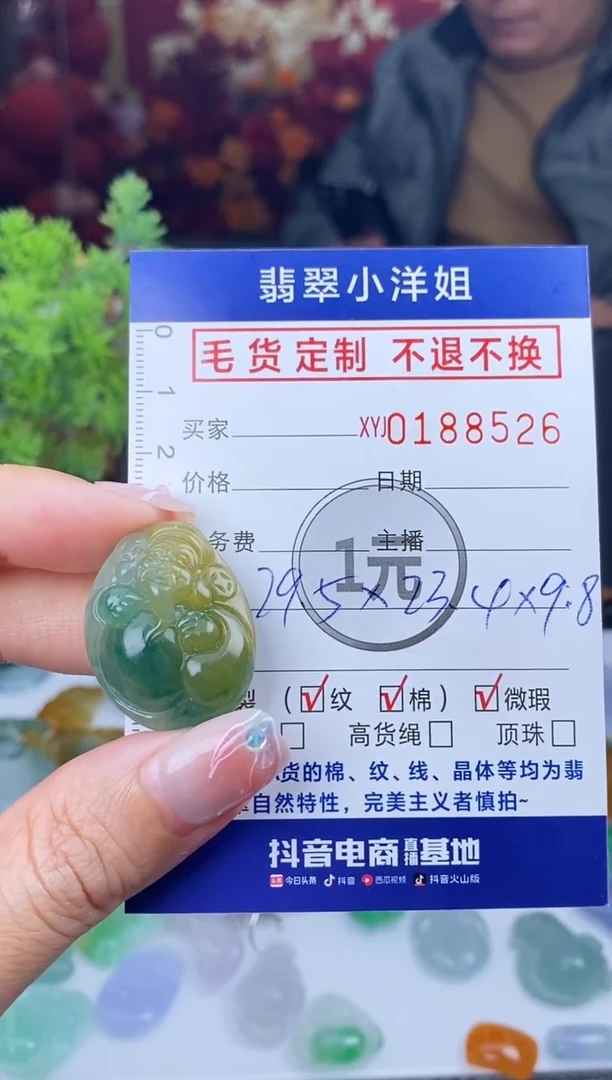 翡翠小洋姐
毛货定制 不退不换
0
1
2
买家 XYJ0188526
价格 日期
务费 主播
1元
29.5×23.4×9.8
裂 (☑纹 ☑棉) ☑微瑕
☐ 高货绳☐ 顶珠☐
货的棉、纹、线、晶体等均为翡
自然特性，完美主义者慎拍~
抖音电商直播基地
头条 今日头条 抖音 西瓜视频 抖音火山版